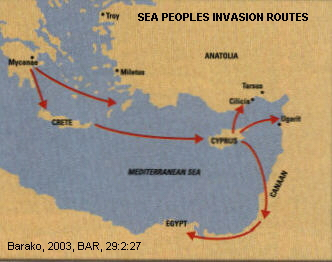 SEA PEOPLES INVASION ROUTES
Troy
ANATOLIA
Mycenae
Miletus
Tarsus
Cilicia
Ugarit
CRETE
CYPRUS
MEDITERRANEAN SEA
CANAAN
EGYPT
Barako, 2003, BAR, 29:2:27